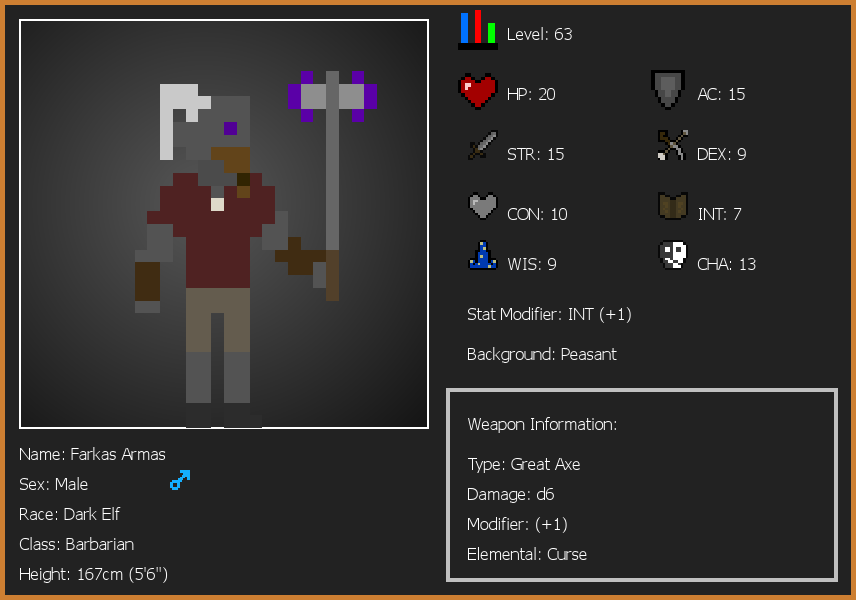 Level: 63
HP: 20
AC: 15
STR: 15
DEX: 9
CON: 10
INT: 7
WIS: 9
CHA: 13
Stat Modifier: INT (+1)
Background: Peasant
Weapon Information:
Type: Great Axe
Damage: d6
Modifier: (+1)
Elemental: Curse
Name: Farkas Armas
Sex: Male
Race: Dark Elf
Class: Barbarian
Height: 167cm (5'6")